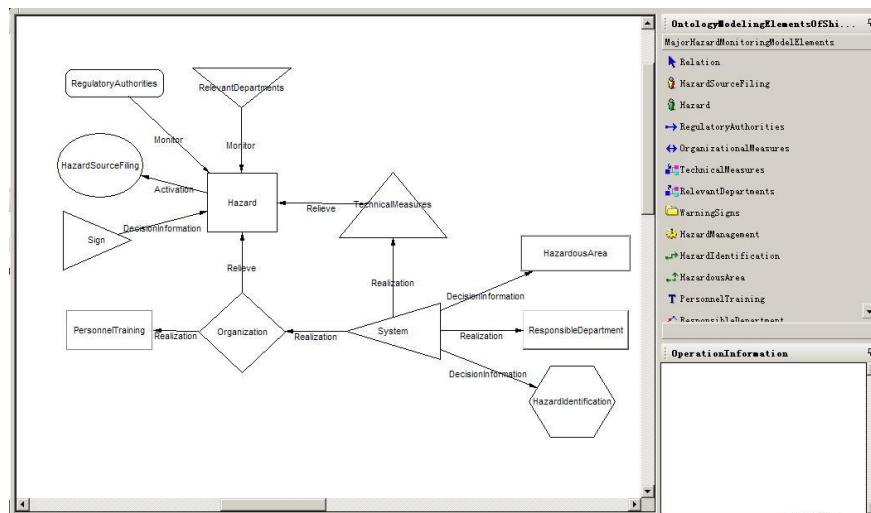 OntologyModelingElementsOfShi...
MajorHazardMonitoringModelElements
RegulatoryAuthorities
RelevantDepartments
Monitor
Monitor
HazardSourceFiling
Activation
Hazard
Relieve
TechnicalMeasures
DecisionInformation
Sign
Relieve
Realization
HazardousArea
DecisionInformation
PersonnelTraining
Realization
Organization
Realization
System
Realization
ResponsibleDepartment
DecisionInformation
HazardIdentification
Relation
HazardSourceFiling
Hazard
RegulatoryAuthorities
OrganizationalMeasures
TechnicalMeasures
RelevantDepartments
WarningSigns
HazardManagement
HazardIdentification
HazardousArea
PersonnelTraining
ResponsibleDepartment
OperationInformation